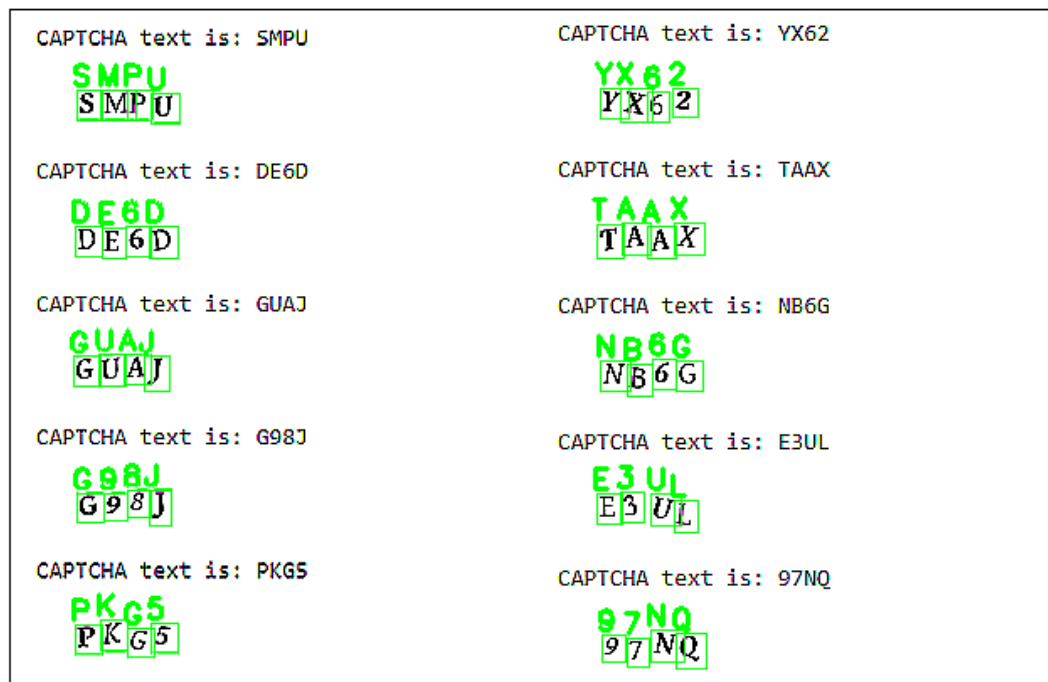 CAPTCHA text is: SMPU
SMPU
SMPU
CAPTCHA text is: DE6D
DE6D
DE6D
CAPTCHA text is: GUAJ
GUAJ
GUAJ
CAPTCHA text is: G98J
G98J
G98J
CAPTCHA text is: PKG5
PKG5
PKG5
CAPTCHA text is: YX62
YX62
YX62
CAPTCHA text is: TAAX
TAAX
TAAX
CAPTCHA text is: NB6G
NB6G
NB6G
CAPTCHA text is: E3UL
E3UL
E3UL
CAPTCHA text is: 97NQ
97NQ
97NQ